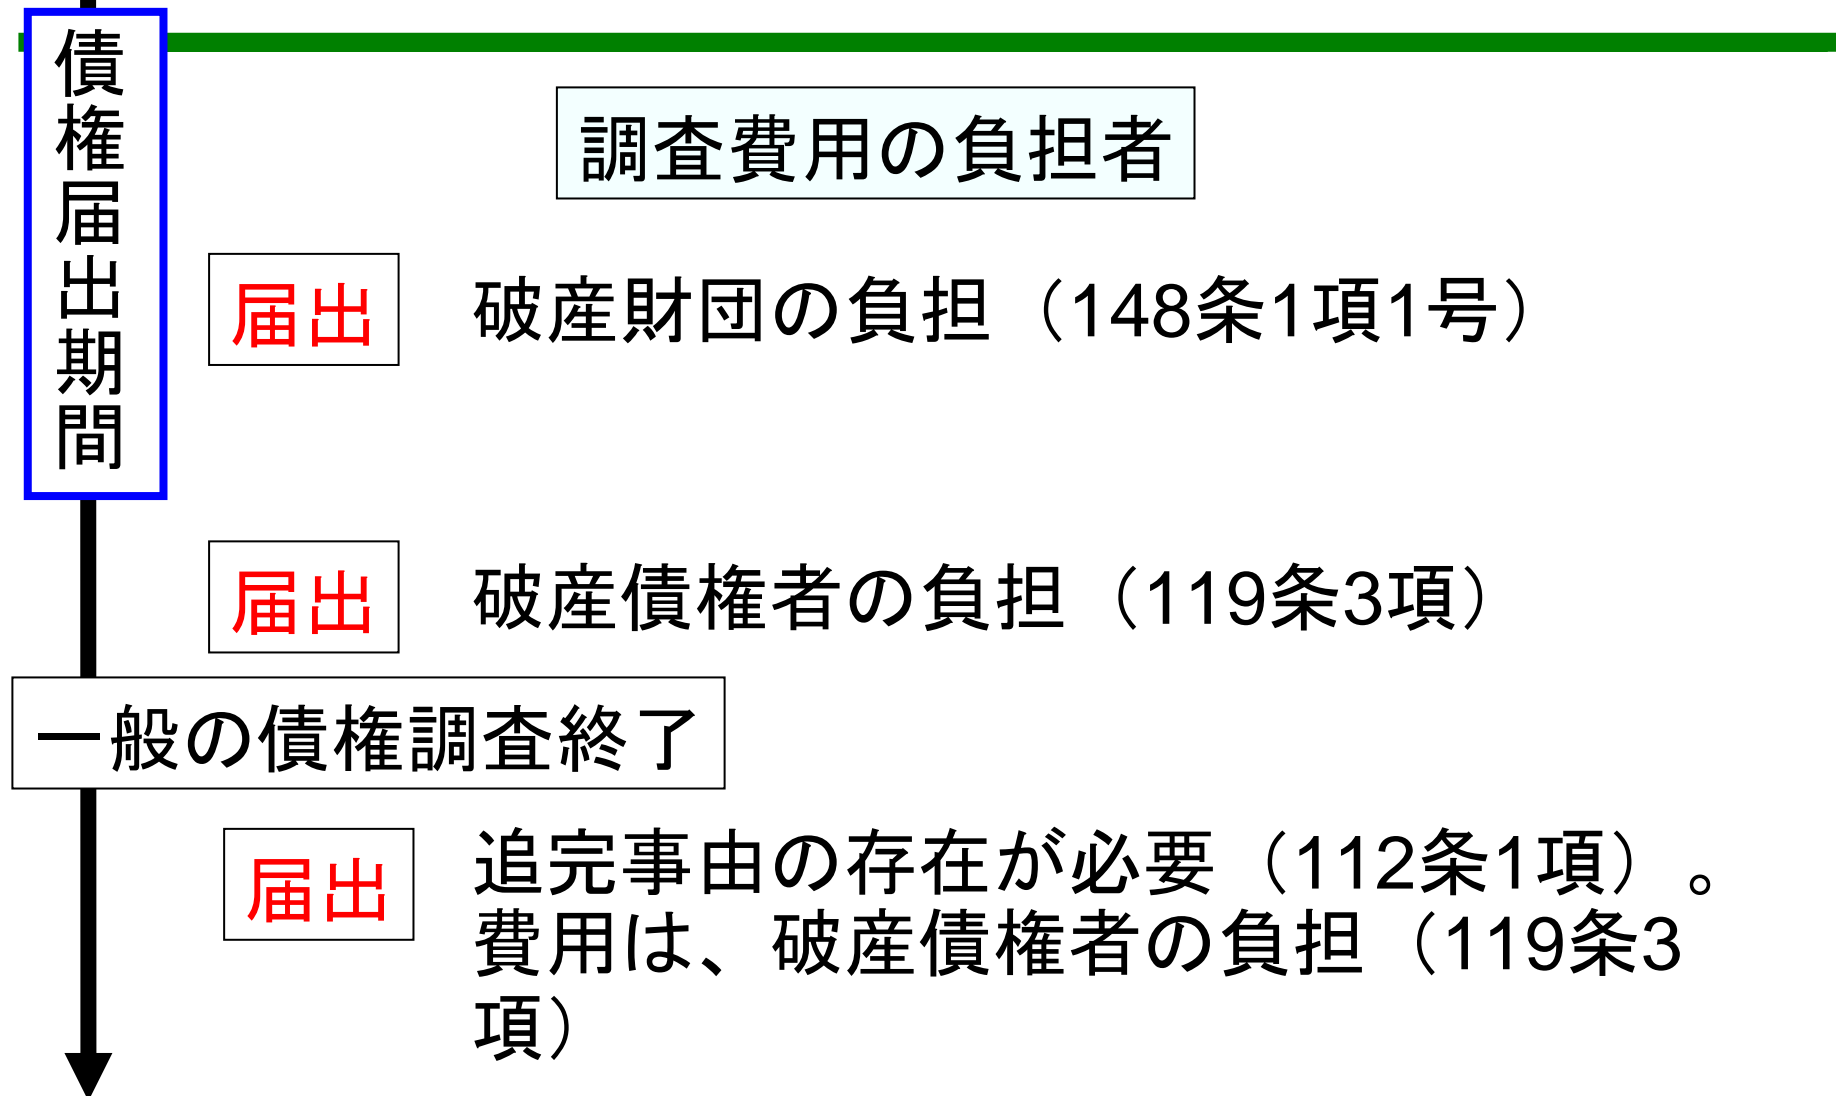 債権届出期間
調査費用の負担者
届出
破産財団の負担（148条1項1号）
届出
破産債権者の負担（119条3項）
一般の債権調査終了
届出
追完事由の存在が必要（112条1項）。
費用は、破産債権者の負担（119条3
項）